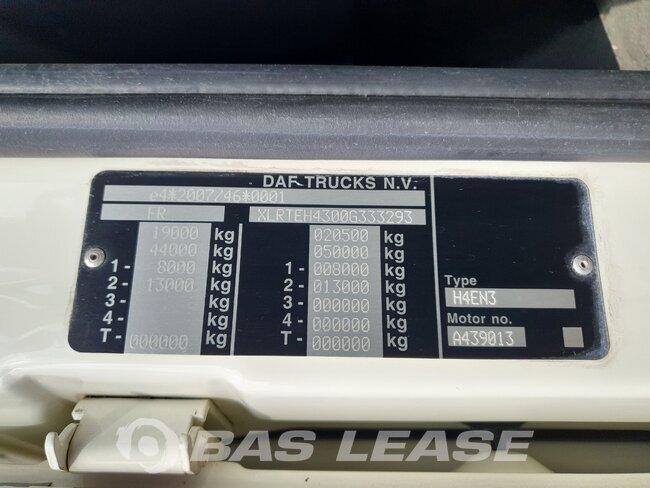 DAF TRUCKS N.V.
e4*2007/46*0001
FR XLRTEH4300G333293
19000 kg 020500 kg
44000 kg 050000 kg
1- 8000 kg 1- 008000 kg
2- 13000 kg 2- 013000 kg
3- kg 3- 000000 kg
4- kg 4- 000000 kg
T- 000000 kg T- 000000 kg
Type
H4EN3
Motor no.
A439013
BAS LEASE